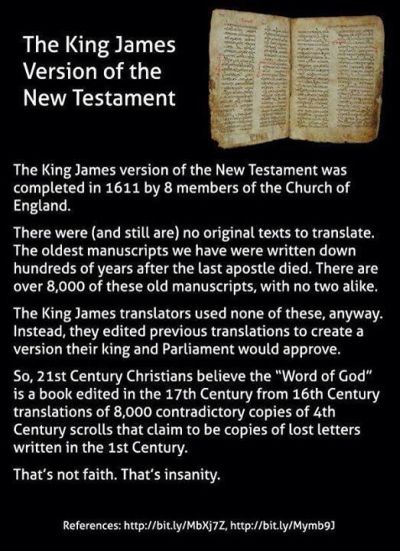 The King James
Version of the
New Testament
The King James version of the New Testament was
completed in 1611 by 8 members of the Church of
England.
There were (and still are) no original texts to translate.
The oldest manuscripts we have were written down
hundreds of years after the last apostle died. There are
over 8,000 of these old manuscripts, with no two alike.
The King James translators used none of these, anyway.
Instead, they edited previous translations to create a
version their king and Parliament would approve.
So, 21st Century Christians believe the “Word of God”
is a book edited in the 17th Century from 16th Century
translations of 8,000 contradictory copies of 4th
Century scrolls that claim to be copies of lost letters
written in the 1st Century.
That's not faith. That's insanity.
References: http://bit.ly/MbXj7Z, http://bit.ly/Mymb9J